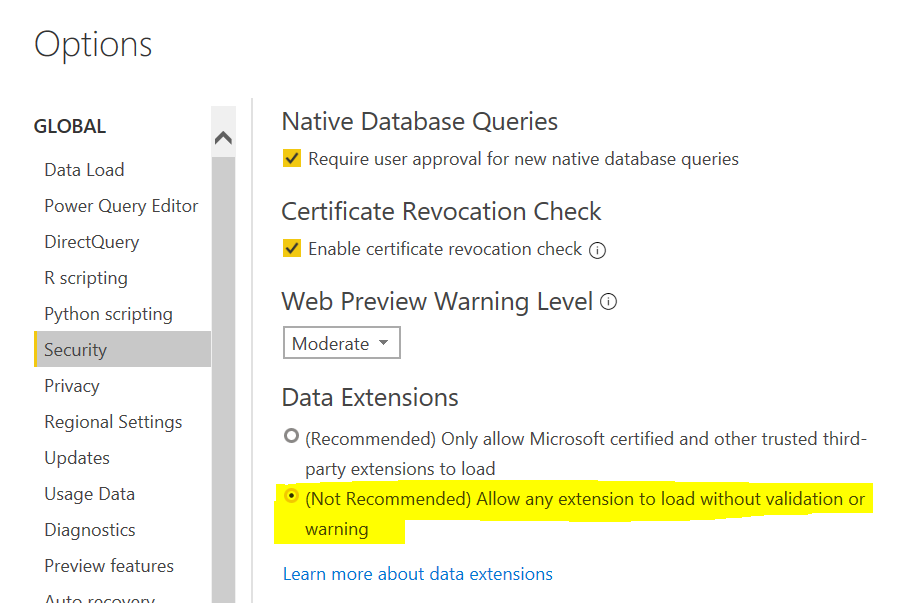 Options
GLOBAL
Data Load
Power Query Editor
DirectQuery
R scripting
Python scripting
Security
Privacy
Regional Settings
Updates
Usage Data
Diagnostics
Preview features
Auto recovery
Native Database Queries
Require user approval for new native database queries
Certificate Revocation Check
Enable certificate revocation check
Web Preview Warning Level
Moderate
Data Extensions
(Recommended) Only allow Microsoft certified and other trusted third-
party extensions to load
(Not Recommended) Allow any extension to load without validation or
warning
Learn more about data extensions